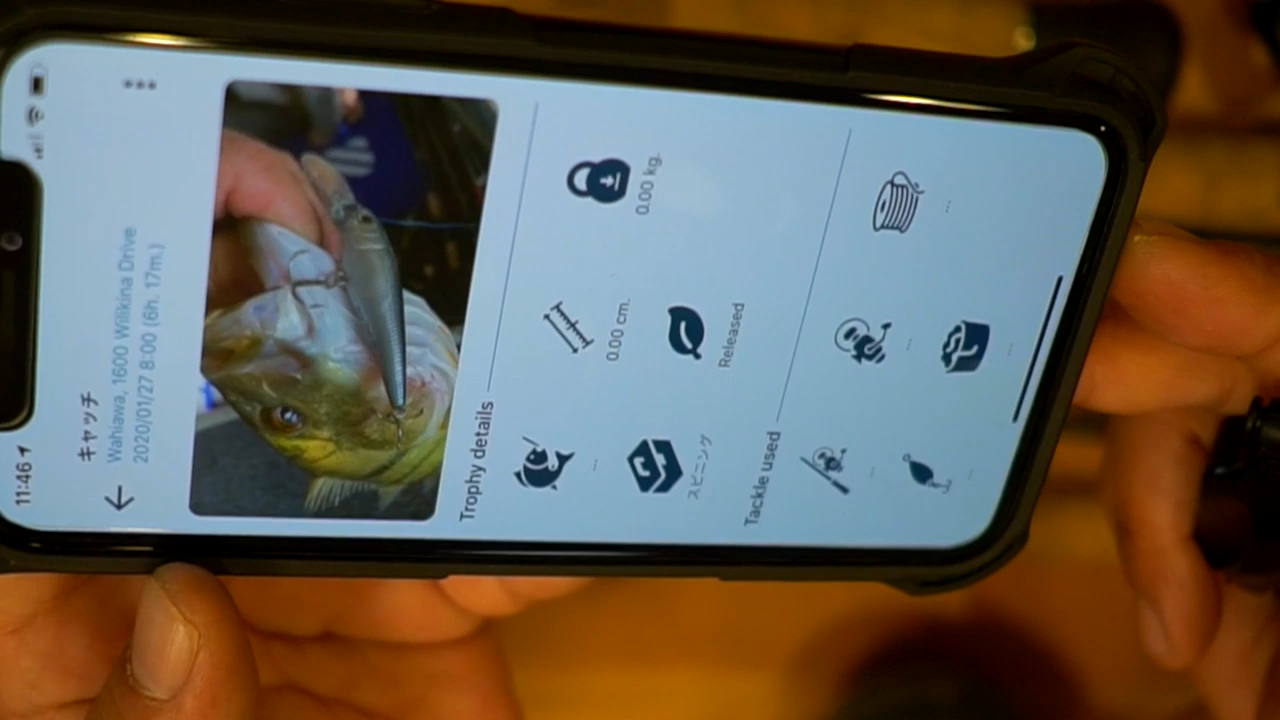 11:46
キャッチ
Wahiawa, 1600 Wilikina Drive
2020/01/27 8:00 (6h. 17m.)
Trophy details
...
0.00 cm.
0.00 kg.
スピニング
Released
Tackle used
...
...
...
...
...